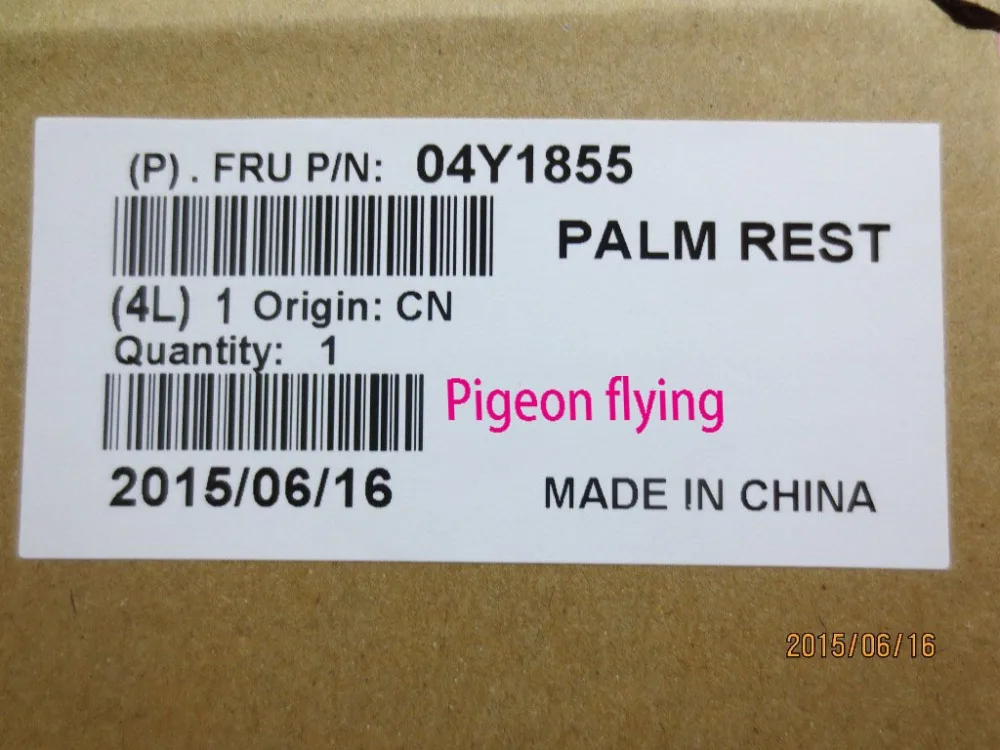 (P). FRU P/N: 04Y1855
PALM REST
(4L) 1 Origin: CN
Quantity: 1
Pigeon flying
2015/06/16
MADE IN CHINA
2015/06/16